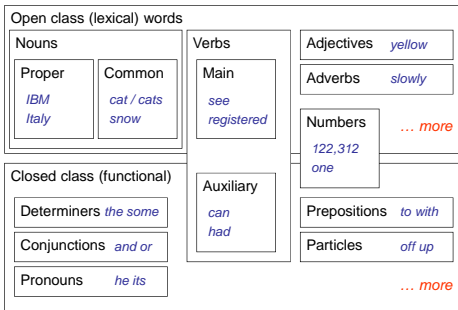 Open class (lexical) words
Nouns
Proper
IBM
Italy
Common
cat / cats
snow
Verbs
Main
see
registered
Adjectives yellow
Adverbs slowly
Numbers
122,312
one
… more
Closed class (functional)
Determiners the some
Conjunctions and or
Pronouns he its
Auxiliary
can
had
Prepositions to with
Particles off up
… more